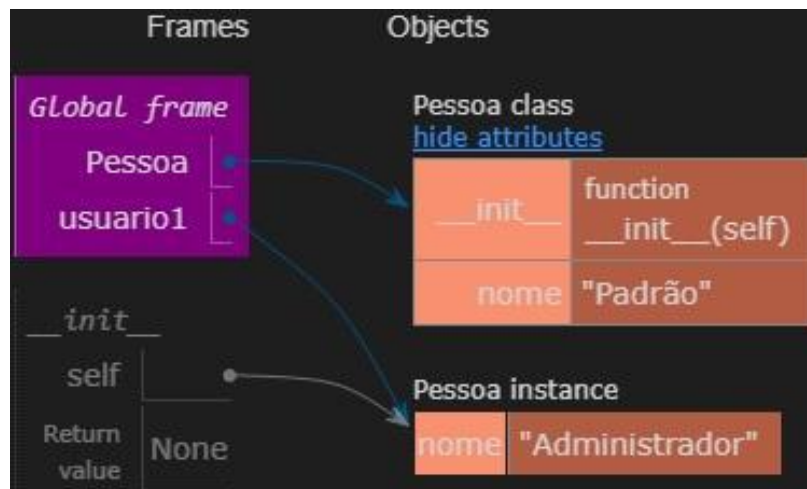 Frames Objects
Global frame
Pessoa
usuario1
Pessoa class
hide attributes
__init__ function
__init__(self)
nome "Padrão"
__init__
self
Return
value None
Pessoa instance
nome "Administrador"